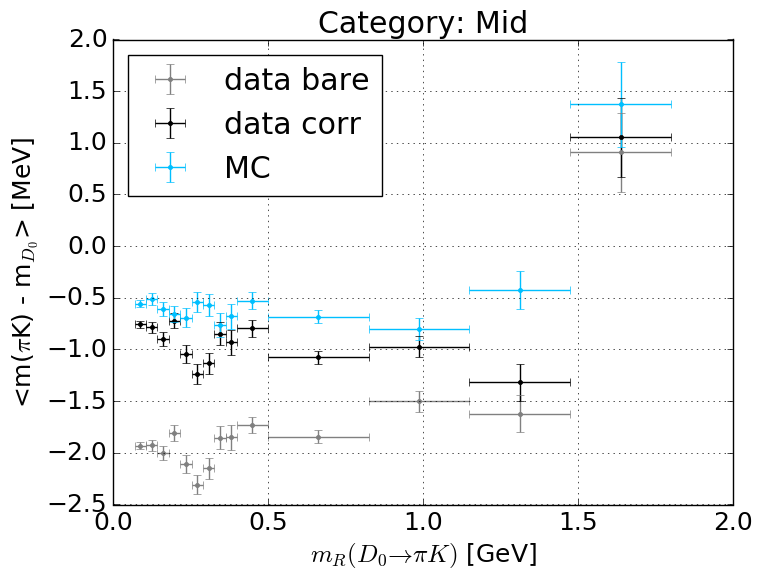 Category: Mid
data bare
data corr
MC
<m(πK) - m_{D_0}> [MeV]
2.0
1.5
1.0
0.5
0.0
−0.5
−1.0
−1.5
−2.0
−2.5
0.0 0.5 1.0 1.5 2.0
m_R(D_0→πK) [GeV]